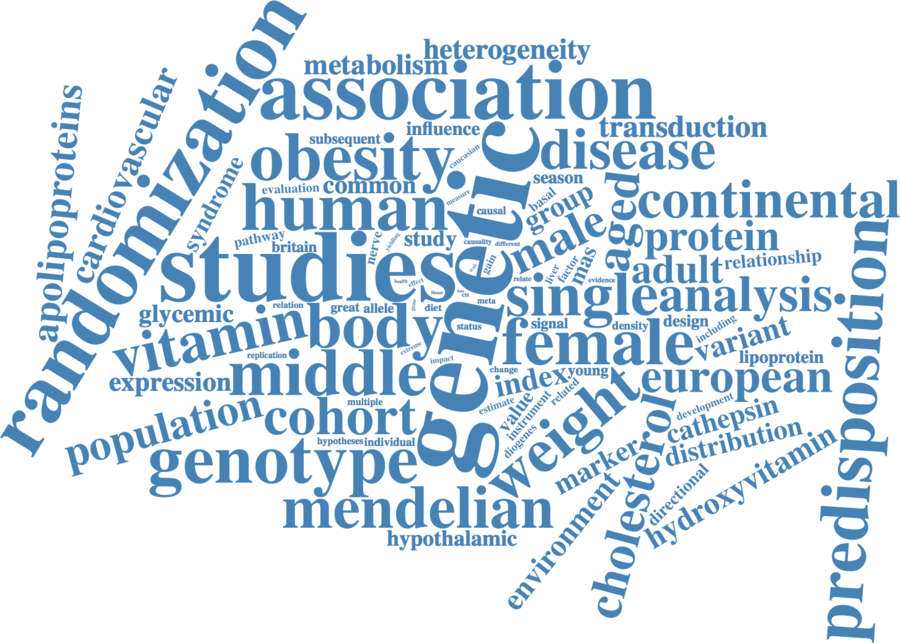 heterogeneity
metabolism
association
randomization
apolipoproteins
cardiovascular
syndrome
subsequent
influence
transduction
obesity
caucasian
disease
evaluation
common
season
measure
basal
human
causal
group
aged
continental
genetic
male
pathway
britain
nerve
study
causality
different
mas
protein
studies
gain
adult
relationship
health
effect
relate
liver
factor
evidence
single
analysis
relation
great
allele
diet
meta
glycemic
vitamin
body
status
signal
density
design
including
variant
replication
extreme
female
lipoprotein
impact
change
expression
middle
index
young
european
predisposition
multiple
value
related
weight
estimate
instrument
population
cohort
development
cathepsin
cholesterol
hypotheses
individual
diogenes
distribution
genotype
marker
directional
hydroxyvitamin
mendelian
environment
hypothalamic